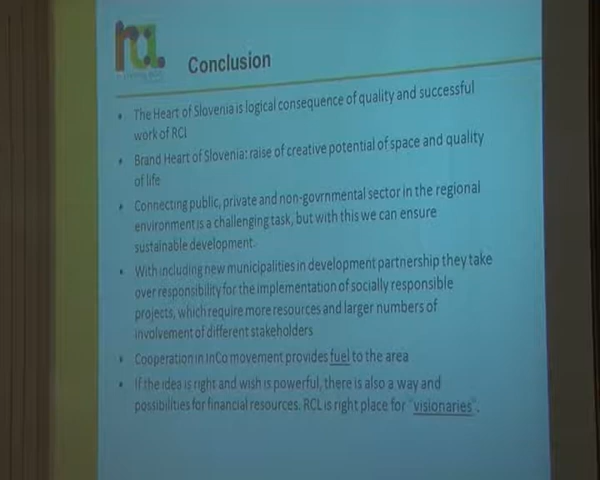 rcl
Conclusion
• The Heart of Slovenia is logical consequence of quality and successful
work of RCL
• Brand Heart of Slovenia: raise of creative potential of space and quality
of life
• Connecting public, private and non-govrnmental sector in the regional
environment is a challenging task, but with this we can ensure
sustainable development.
• With including new municipalities in development partnership they take
over responsibility for the implementation of socially responsible
projects, which require more resources and larger numbers of
involvement of different stakeholders
• Cooperation in InCo movement provides fuel to the area
• If the idea is right and wish is powerful, there is also a way and
possibilities for financial resources. RCL is right place for "visionaries".